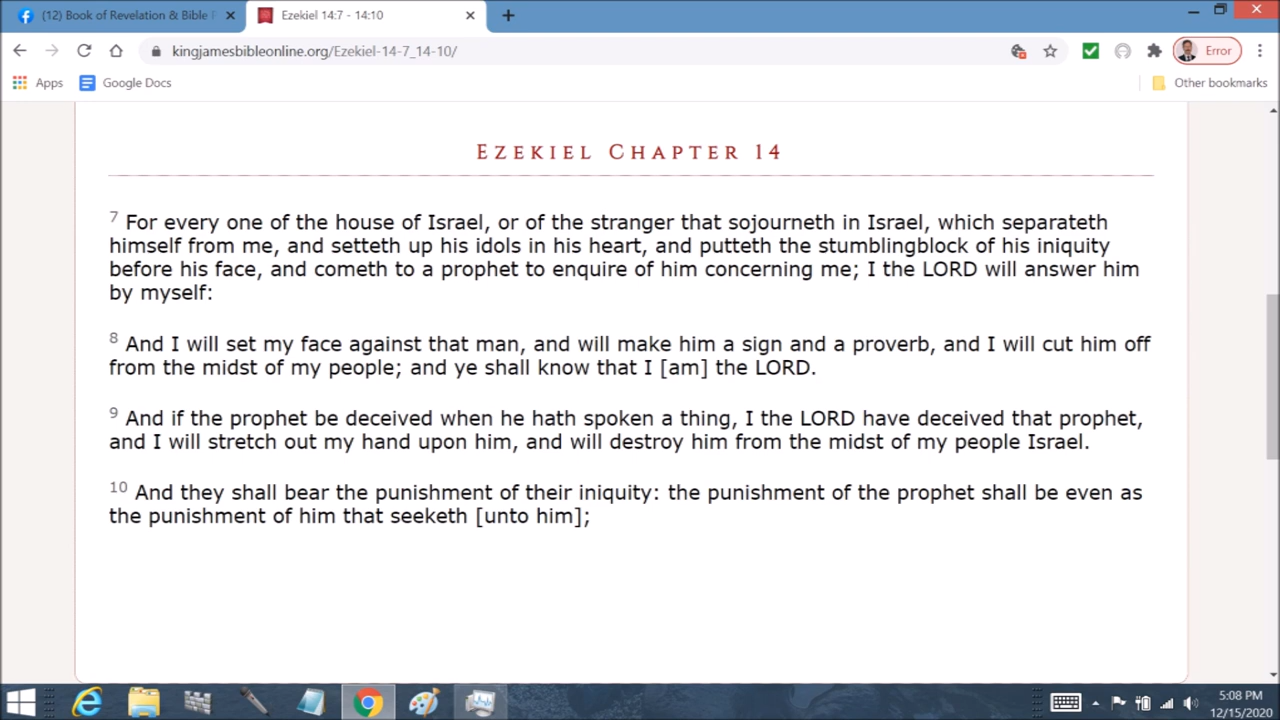 (12) Book of Revelation & Bible P
Ezekiel 14:7 - 14:10
kingjamesbibleonline.org/Ezekiel-14-7_14-10/
Error
Apps
Google Docs
Other bookmarks
EZEKIEL CHAPTER 14
7 For every one of the house of Israel, or of the stranger that sojourneth in Israel, which separateth
himself from me, and setteth up his idols in his heart, and putteth the stumblingblock of his iniquity
before his face, and cometh to a prophet to enquire of him concerning me; I the LORD will answer him
by myself:
8 And I will set my face against that man, and will make him a sign and a proverb, and I will cut him off
from the midst of my people; and ye shall know that I [am] the LORD.
9 And if the prophet be deceived when he hath spoken a thing, I the LORD have deceived that prophet,
and I will stretch out my hand upon him, and will destroy him from the midst of my people Israel.
10 And they shall bear the punishment of their iniquity: the punishment of the prophet shall be even as
the punishment of him that seeketh [unto him];
5:08 PM
12/15/2020